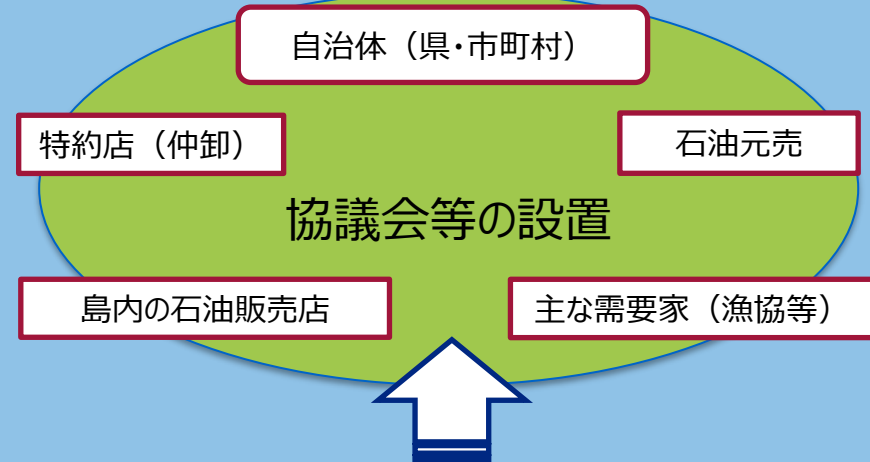 自治体（県・市町村）
特約店（仲卸）
石油元売
協議会等の設置
島内の石油販売店
主な需要家（漁協等）